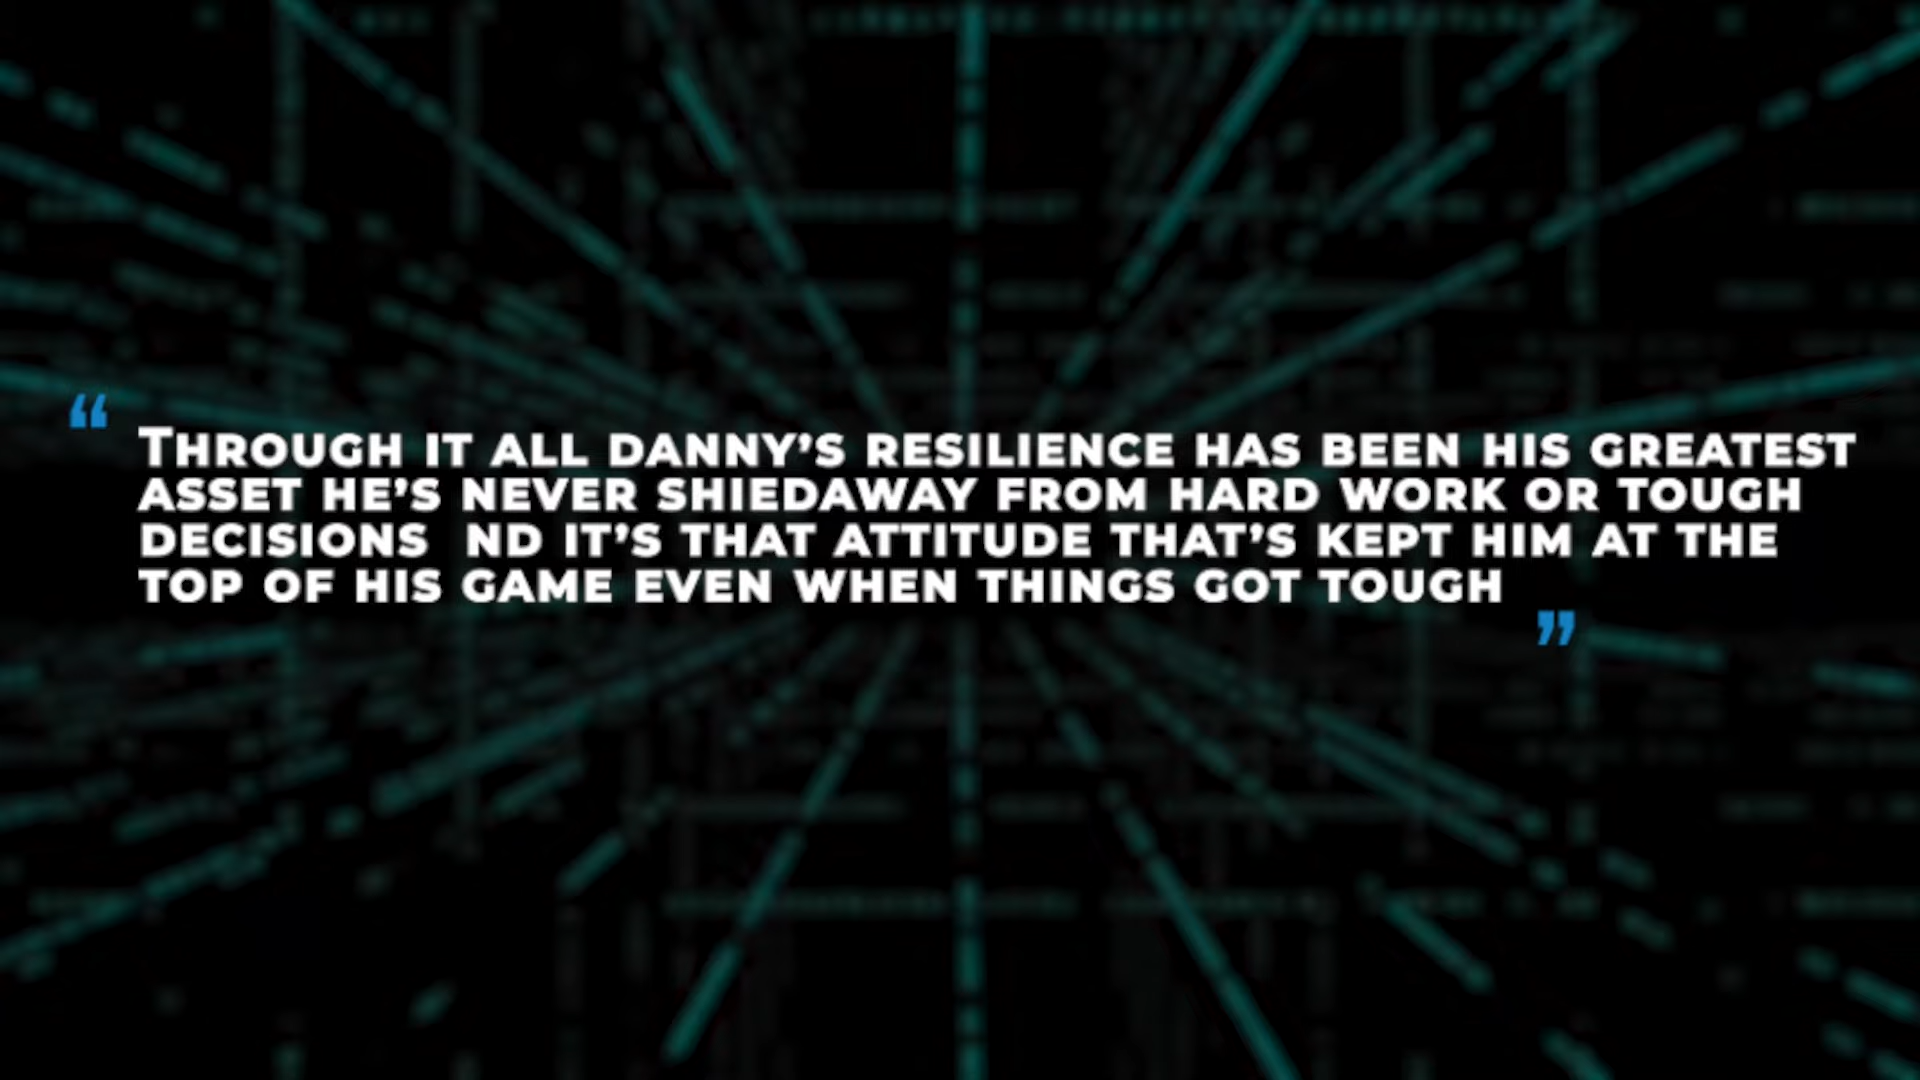 “ THROUGH IT ALL DANNY’S RESILIENCE HAS BEEN HIS GREATEST
ASSET HE’S NEVER SHIEDAWAY FROM HARD WORK OR TOUGH
DECISIONS  ND IT’S THAT ATTITUDE THAT’S KEPT HIM AT THE
TOP OF HIS GAME EVEN WHEN THINGS GOT TOUGH ”